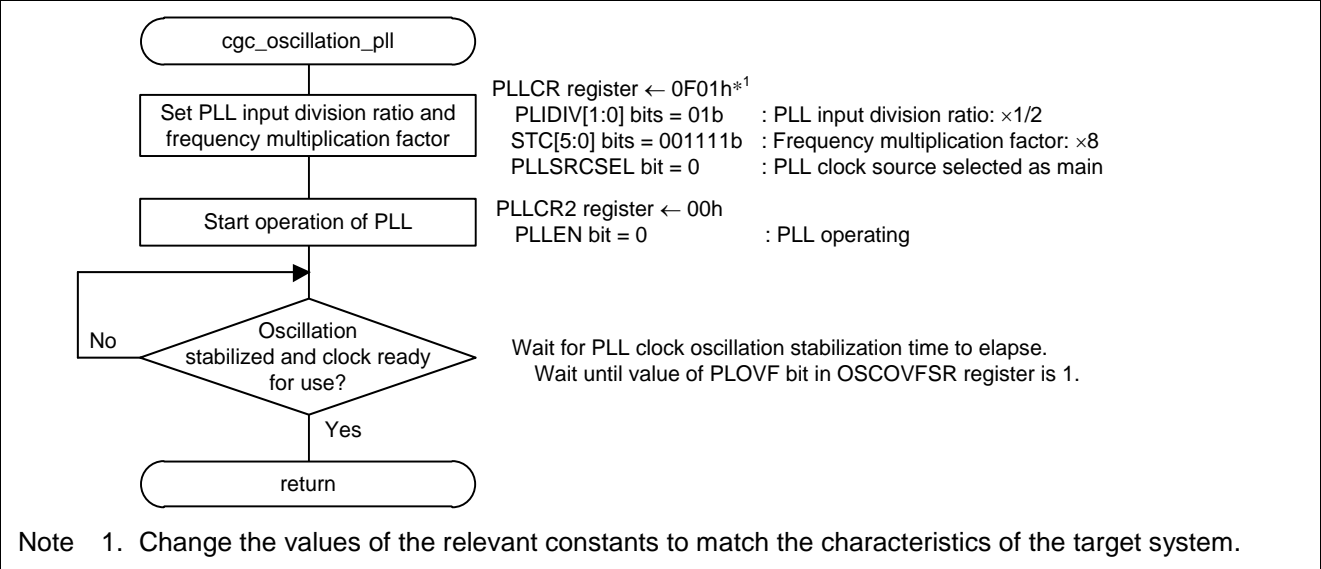 cgc_oscillation_pll
Set PLL input division ratio and
frequency multiplication factor
PLLCR register ← 0F01h*1
PLIDIV[1:0] bits = 01b : PLL input division ratio: ×1/2
STC[5:0] bits = 001111b : Frequency multiplication factor: ×8
PLLSRCSEL bit = 0 : PLL clock source selected as main
Start operation of PLL
PLLCR2 register ← 00h
PLLEN bit = 0 : PLL operating
No
Oscillation
stabilized and clock ready
for use?
Wait for PLL clock oscillation stabilization time to elapse.
Wait until value of PLOVF bit in OSCOVFSR register is 1.
Yes
return
Note 1. Change the values of the relevant constants to match the characteristics of the target system.